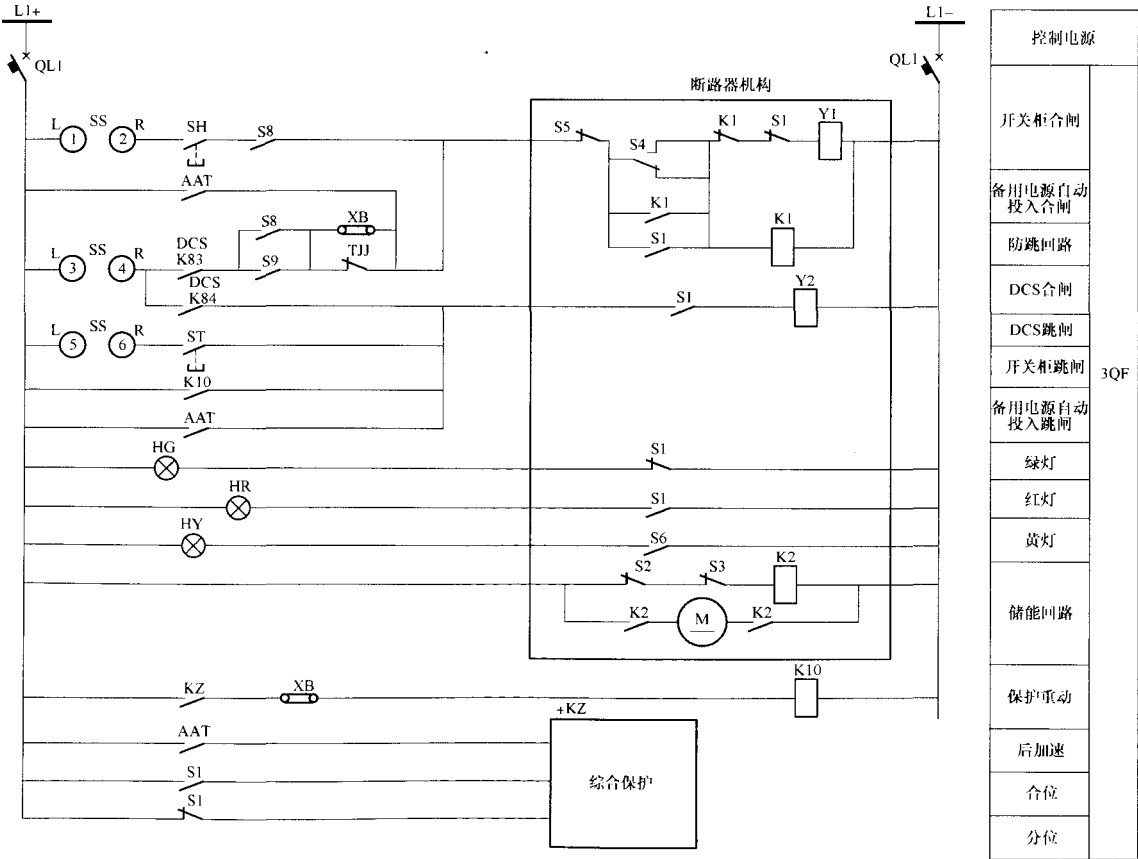 L1+
L1−
控制电源
QL1
QL1
断路器机构
3QF
L
SS
R
1
2
SH
S8
S5
S4
K1
S1
Y1
开关柜合闸
AAT
K1
备用电源自动
投入合闸
S8
XB
S1
K1
防跳回路
L
SS
R
3
4
DCS
K83
S9
TJJ
DCS
K84
S1
Y2
DCS合闸
L
SS
R
5
6
ST
DCS跳闸
K10
开关柜跳闸
AAT
备用电源自动
投入跳闸
HG
S1
绿灯
HR
S1
红灯
HY
S6
黄灯
S2
S3
K2
K2
M
K2
储能回路
KZ
XB
K10
保护重动
+KZ
AAT
后加速
S1
综合保护
合位
S1
分位